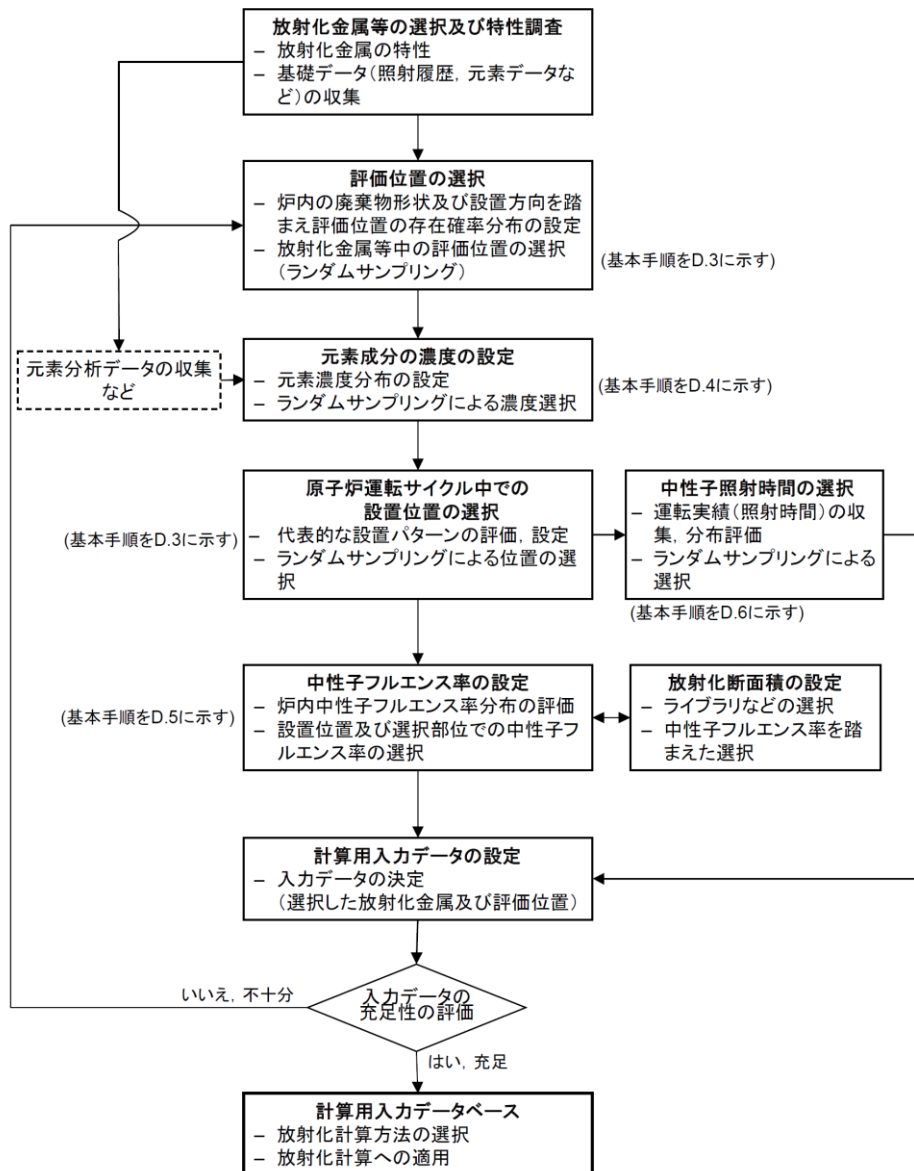 放射化金属等の選択及び特性調査
− 放射化金属の特性
− 基礎データ(照射履歴, 元素データな
ど)の収集
評価位置の選択
− 炉内の廃棄物形状及び設置方向を踏
まえ評価位置の存在確率分布の設定
− 放射化金属等中の評価位置の選択
(ランダムサンプリング)
(基本手順をD.3に示す)
元素分析データの収集
など
元素成分の濃度の設定
− 元素濃度分布の設定
− ランダムサンプリングによる濃度選択
(基本手順をD.4に示す)
(基本手順をD.3に示す)
原子炉運転サイクル中での
設置位置の選択
− 代表的な設置パターンの評価, 設定
− ランダムサンプリングによる位置の選
択
中性子照射時間の選択
− 運転実績(照射時間)の収
集, 分布評価
− ランダムサンプリングによる
選択
(基本手順をD.6に示す)
(基本手順をD.5に示す)
中性子フルエンス率の設定
− 炉内中性子フルエンス率分布の評価
− 設置位置及び選択部位での中性子フ
ルエンス率の選択
放射化断面積の設定
− ライブラリなどの選択
− 中性子フルエンス率を踏
まえた選択
計算用入力データの設定
− 入力データの決定
(選択した放射化金属及び評価位置)
いいえ, 不十分
入力データの
充足性の評価
はい, 充足
計算用入力データベース
− 放射化計算方法の選択
− 放射化計算への適用